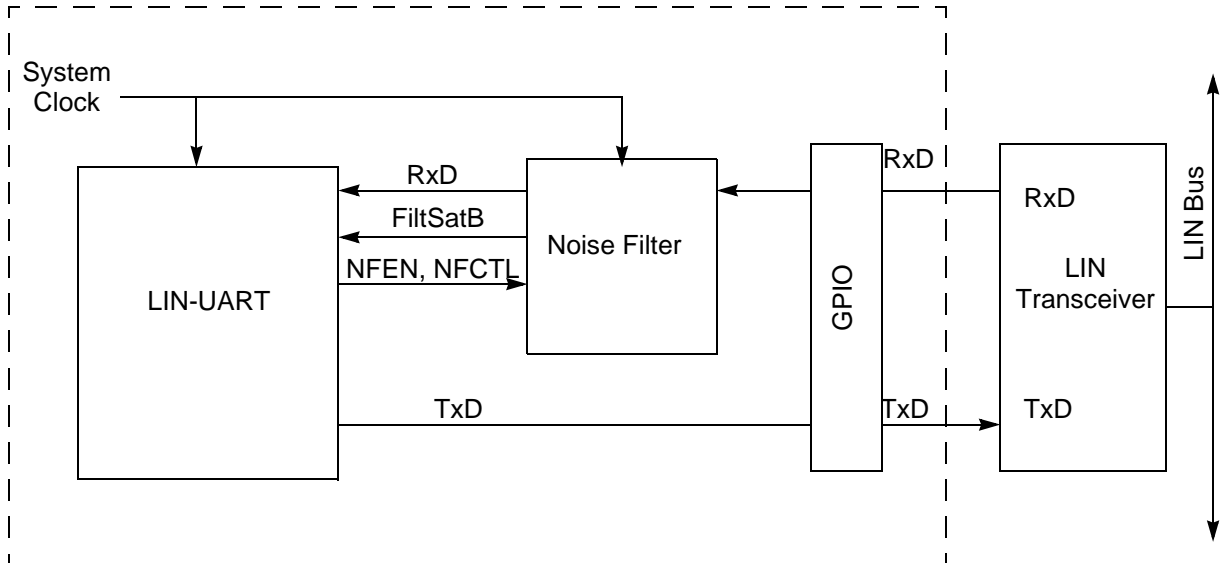 System
Clock
RxD
FiltSatB
NFEN, NFCTL
LIN-UART
TxD
Noise Filter
GPIO
RxD
TxD
RxD
LIN
Transceiver
TxD
LIN Bus